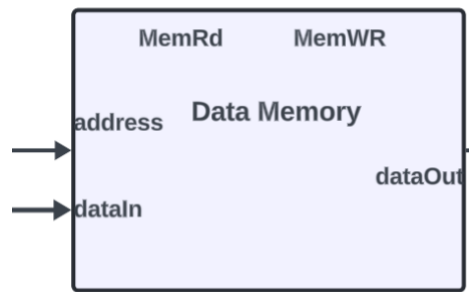 MemRd MemWR
Data Memory
address
dataOut
dataIn